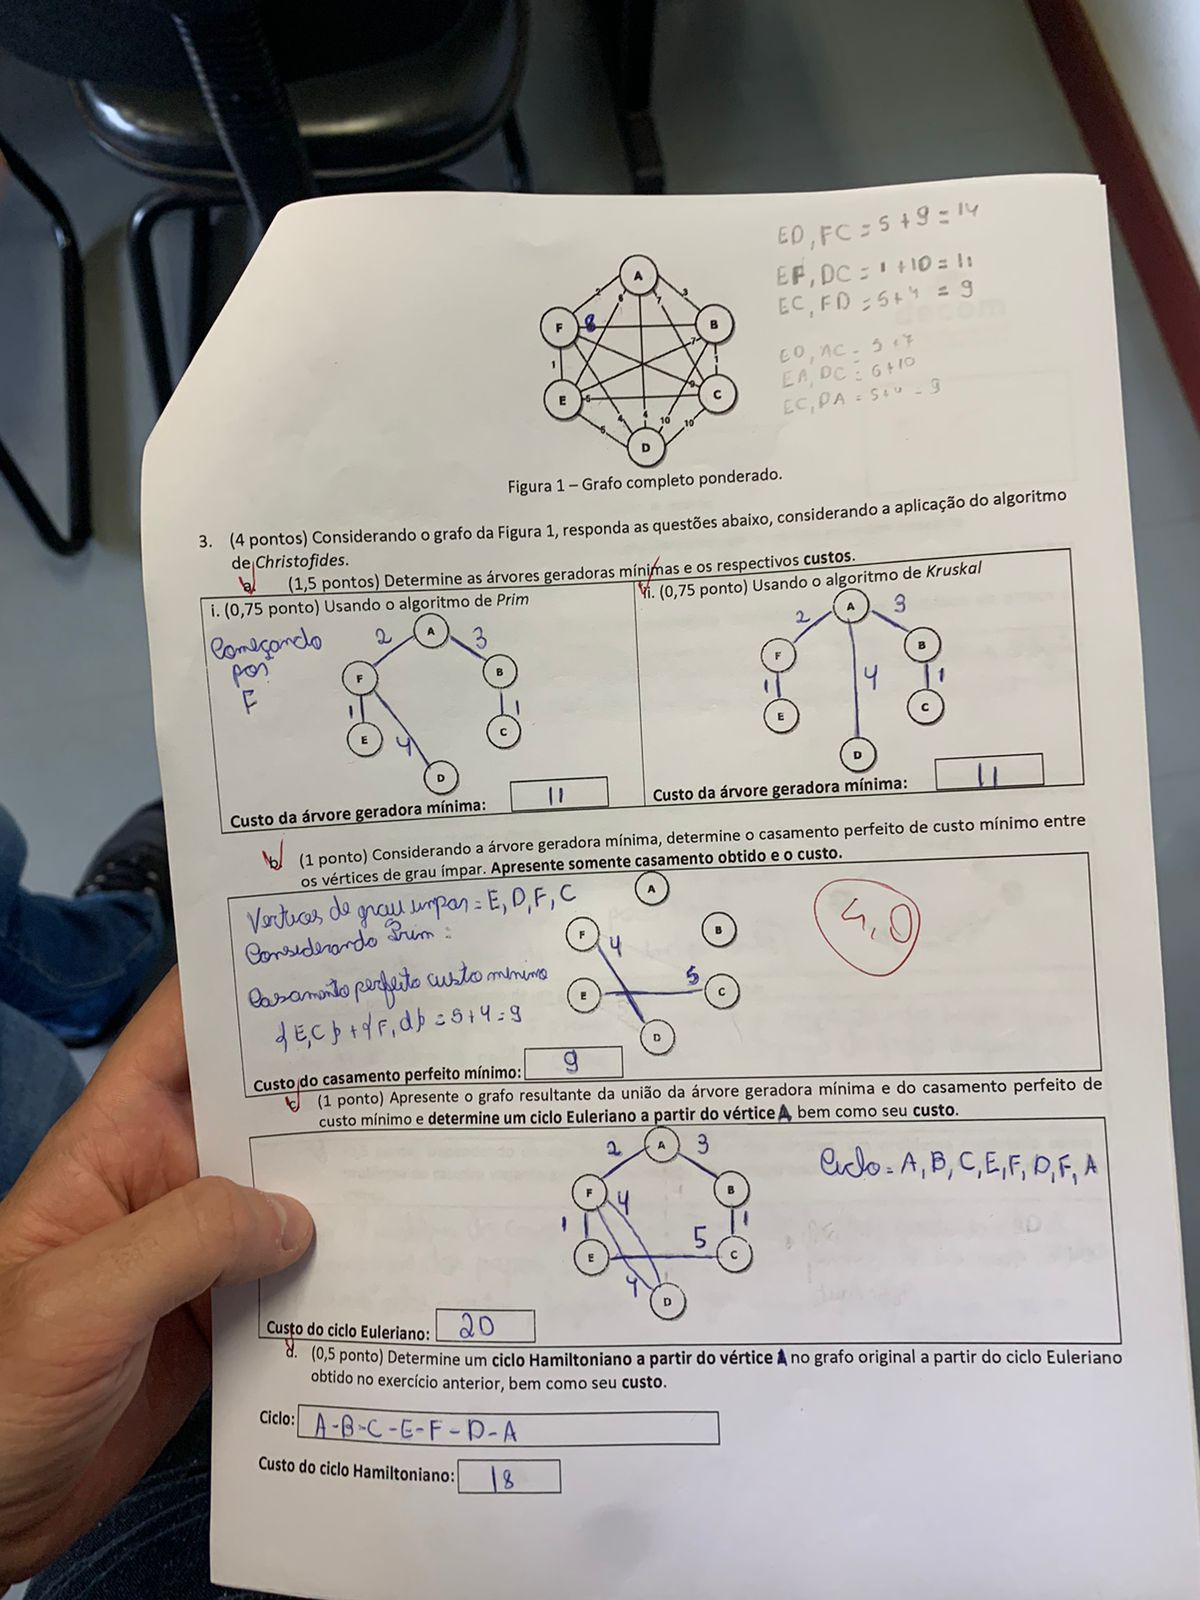 ED, FC = 5 + 9 = 14
EF, DC = 1 + 10 = 11
EC, FD = 5 + 4 = 9
EA, DC = 6 + 10
EC, DA = 5 + 4 = 9
A
2
3
6
7
F
8
B
1
7
1
E
5
9
C
5
4
4
10
10
D
Figura 1 – Grafo completo ponderado.
3. (4 pontos) Considerando o grafo da Figura 1, responda as questões abaixo, considerando a aplicação do algoritmo
de Christofides.
a) (1,5 pontos) Determine as árvores geradoras mínimas e os respectivos custos.
i. (0,75 ponto) Usando o algoritmo de Prim
Começando
por
F
2
A
3
F
B
1
1
E
4
C
D
Custo da árvore geradora mínima: 11
ii. (0,75 ponto) Usando o algoritmo de Kruskal
2
A
3
F
B
1
4
1
E
C
D
Custo da árvore geradora mínima: 11
b) (1 ponto) Considerando a árvore geradora mínima, determine o casamento perfeito de custo mínimo entre
os vértices de grau ímpar. Apresente somente casamento obtido e o custo.
Vertices de grau impar = E, D, F, C
Considerando Prim:
Casamento perfeito custo minimo
{E,C} + {F,d} = 5 + 4 = 9
A
F
4
B
E
5
C
D
4,0
Custo do casamento perfeito mínimo: 9
c) (1 ponto) Apresente o grafo resultante da união da árvore geradora mínima e do casamento perfeito de
custo mínimo e determine um ciclo Euleriano a partir do vértice A, bem como seu custo.
2
A
3
F
4
B
1
1
E
5
C
4
D
Ciclo = A, B, C, E, F, D, F, A
Custo do ciclo Euleriano: 20
d. (0,5 ponto) Determine um ciclo Hamiltoniano a partir do vértice A no grafo original a partir do ciclo Euleriano
obtido no exercício anterior, bem como seu custo.
Ciclo: A-B-C-E-F-D-A
Custo do ciclo Hamiltoniano: 18